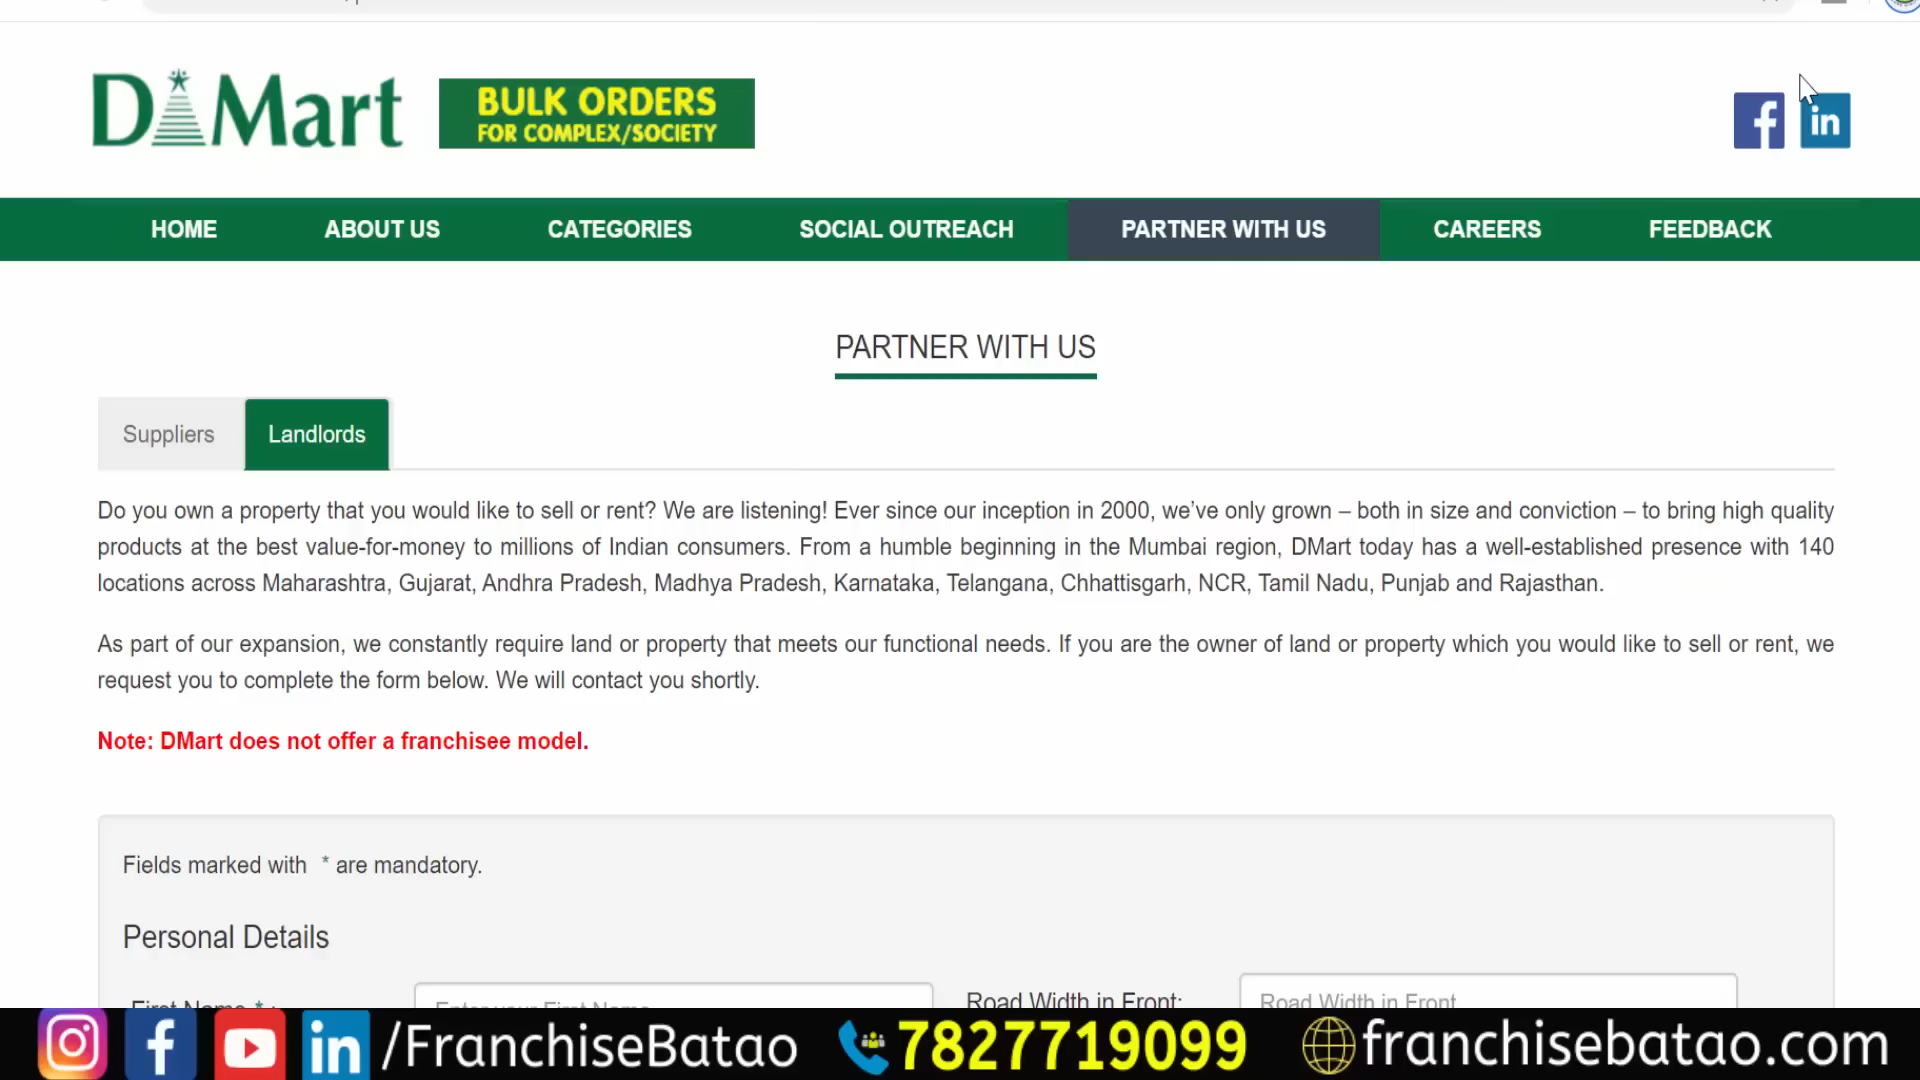 D Mart
BULK ORDERS
FOR COMPLEX/SOCIETY
f in
HOME ABOUT US CATEGORIES SOCIAL OUTREACH PARTNER WITH US CAREERS FEEDBACK
PARTNER WITH US
Suppliers Landlords
Do you own a property that you would like to sell or rent? We are listening! Ever since our inception in 2000, we’ve only grown – both in size and conviction – to bring high quality
products at the best value-for-money to millions of Indian consumers. From a humble beginning in the Mumbai region, DMart today has a well-established presence with 140
locations across Maharashtra, Gujarat, Andhra Pradesh, Madhya Pradesh, Karnataka, Telangana, Chhattisgarh, NCR, Tamil Nadu, Punjab and Rajasthan.
As part of our expansion, we constantly require land or property that meets our functional needs. If you are the owner of land or property which you would like to sell or rent, we
request you to complete the form below. We will contact you shortly.
Note: DMart does not offer a franchisee model.
Fields marked with * are mandatory.
Personal Details
First Name * : Enter your First Name Road Width in Front: Road Width in Front
f in /FranchiseBatao 7827719099 franchisebatao.com